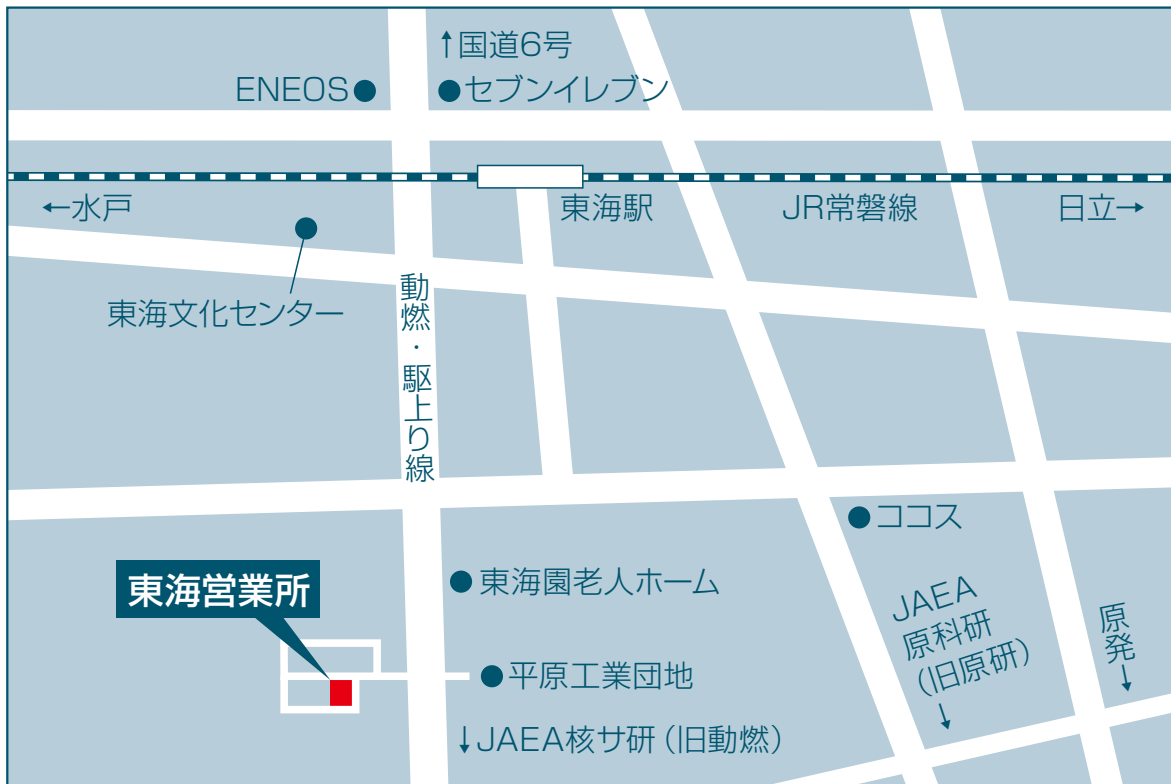 ↑国道6号
ENEOS
セブンイレブン
←水戸
東海駅
JR常磐線
日立→
東海文化センター
動燃・駆上り線
ココス
東海営業所
東海園老人ホーム
JAEA
原科研
(旧原研)
↓
原発
↓
平原工業団地
↓JAEA核サ研(旧動燃)